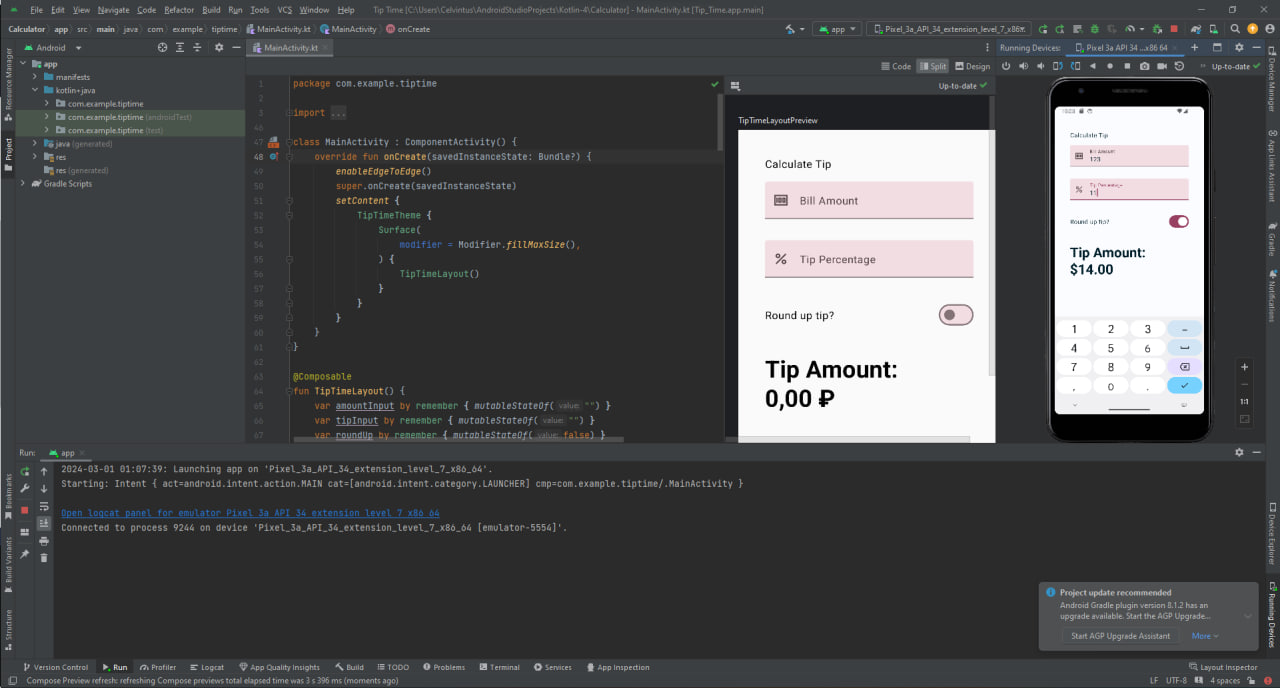 File Edit View Navigate Code Refactor Build Run Tools VCS Window Help Tip Time [C:\Users\Celvintus\AndroidStudioProjects\Kotlin-4\Calculator] - MainActivity.kt [Tip_Time.app.main]
Calculator app src main java com example tiptime MainActivity.kt MainActivity onCreate app Pixel_3a_API_34_extension_level_7_x86
Android MainActivity.kt Running Devices: Pixel 3a API 34 ...x86 64
Code Split Design Up-to-date
app
manifests
kotlin+java
com.example.tiptime
com.example.tiptime (androidTest)
com.example.tiptime (test)
java (generated)
res
res (generated)
Gradle Scripts
Resource Manager
Project
Bookmarks
Build Variants
Structure
1 package com.example.tiptime
2
3 import ...
46
47 class MainActivity : ComponentActivity() {
48 override fun onCreate(savedInstanceState: Bundle?) {
49 enableEdgeToEdge()
50 super.onCreate(savedInstanceState)
51 setContent {
52 TipTimeTheme {
53 Surface(
54 modifier = Modifier.fillMaxSize(),
55 ) {
56 TipTimeLayout()
57 }
58 }
59 }
60 }
61 }
62
63 @Composable
64 fun TipTimeLayout() {
65 var amountInput by remember { mutableStateOf( value: "") }
66 var tipInput by remember { mutableStateOf( value: "") }
67 var roundUp by remember { mutableStateOf( value: false) }
Up-to-date
TipTimeLayoutPreview
Calculate Tip
Bill Amount
Tip Percentage
Round up tip?
Tip Amount:
0,00 ₽
Calculate Tip
Bill Amount
123
Tip Percentage
11
Round up tip?
Tip Amount:
$14.00
1 2 3 -
4 5 6
7 8 9
, 0 .
1:1
Device Manager
App Links Assistant
Gradle
Notifications
Device Explorer
Running Devices
Run: app
2024-03-01 01:07:39: Launching app on 'Pixel_3a_API_34_extension_level_7_x86_64'.
Starting: Intent { act=android.intent.action.MAIN cat=[android.intent.category.LAUNCHER] cmp=com.example.tiptime/.MainActivity }
Open logcat panel for emulator Pixel 3a API 34 extension level 7 x86 64
Connected to process 9244 on device 'Pixel_3a_API_34_extension_level_7_x86_64 [emulator-5554]'.
Project update recommended
Android Gradle plugin version 8.1.2 has an
upgrade available. Start the AGP Upgrade...
Start AGP Upgrade Assistant More
Version Control Run Profiler Logcat App Quality Insights Build TODO Problems Terminal Services App Inspection Layout Inspector
Compose Preview refresh: refreshing Compose previews total elapsed time was 3 s 396 ms (moments ago) LF UTF-8 4 spaces